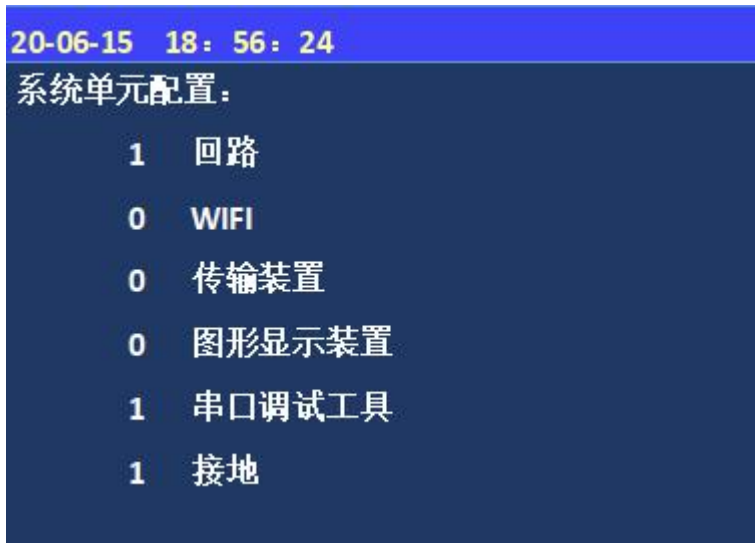 20-06-15 18：56：24
系统单元配置：
1 回路
0 WIFI
0 传输装置
0 图形显示装置
1 串口调试工具
1 接地